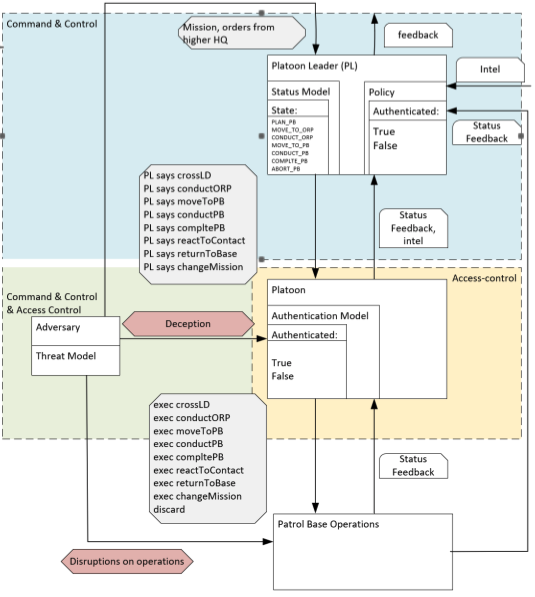 Command & Control
Mission, orders from
higher HQ
feedback
Platoon Leader (PL)
Intel
Status Model
State:
PLAN_PB
MOVE_TO_ORP
CONDUCT_ORP
MOVE_TO_PB
CONDUCT_PB
COMPLTE_PB
ABORT_PB
Policy
Authenticated:
True
False
Status
Feedback
PL says crossLD
PL says conductORP
PL says moveToPB
PL says conductPB
PL says compltePB
PL says reactToContact
PL says returnToBase
PL says changeMission
Status
Feedback,
intel
Command & Control
& Access Control
Access-control
Platoon
Authentication Model
Authenticated:
True
False
Adversary
Threat Model
Deception
exec crossLD
exec conductORP
exec moveToPB
exec conductPB
exec compltePB
exec reactToContact
exec returnToBase
exec changeMission
discard
Status
Feedback
Patrol Base Operations
Disruptions on operations